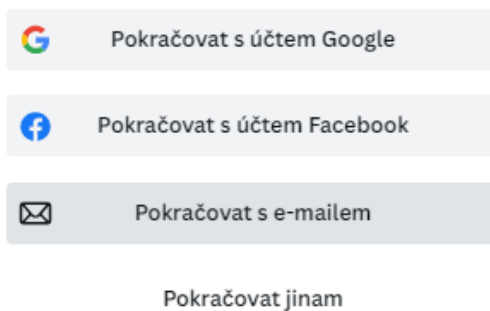 Pokračovat s účtem Google
Pokračovat s účtem Facebook
Pokračovat s e-mailem
Pokračovat jinam